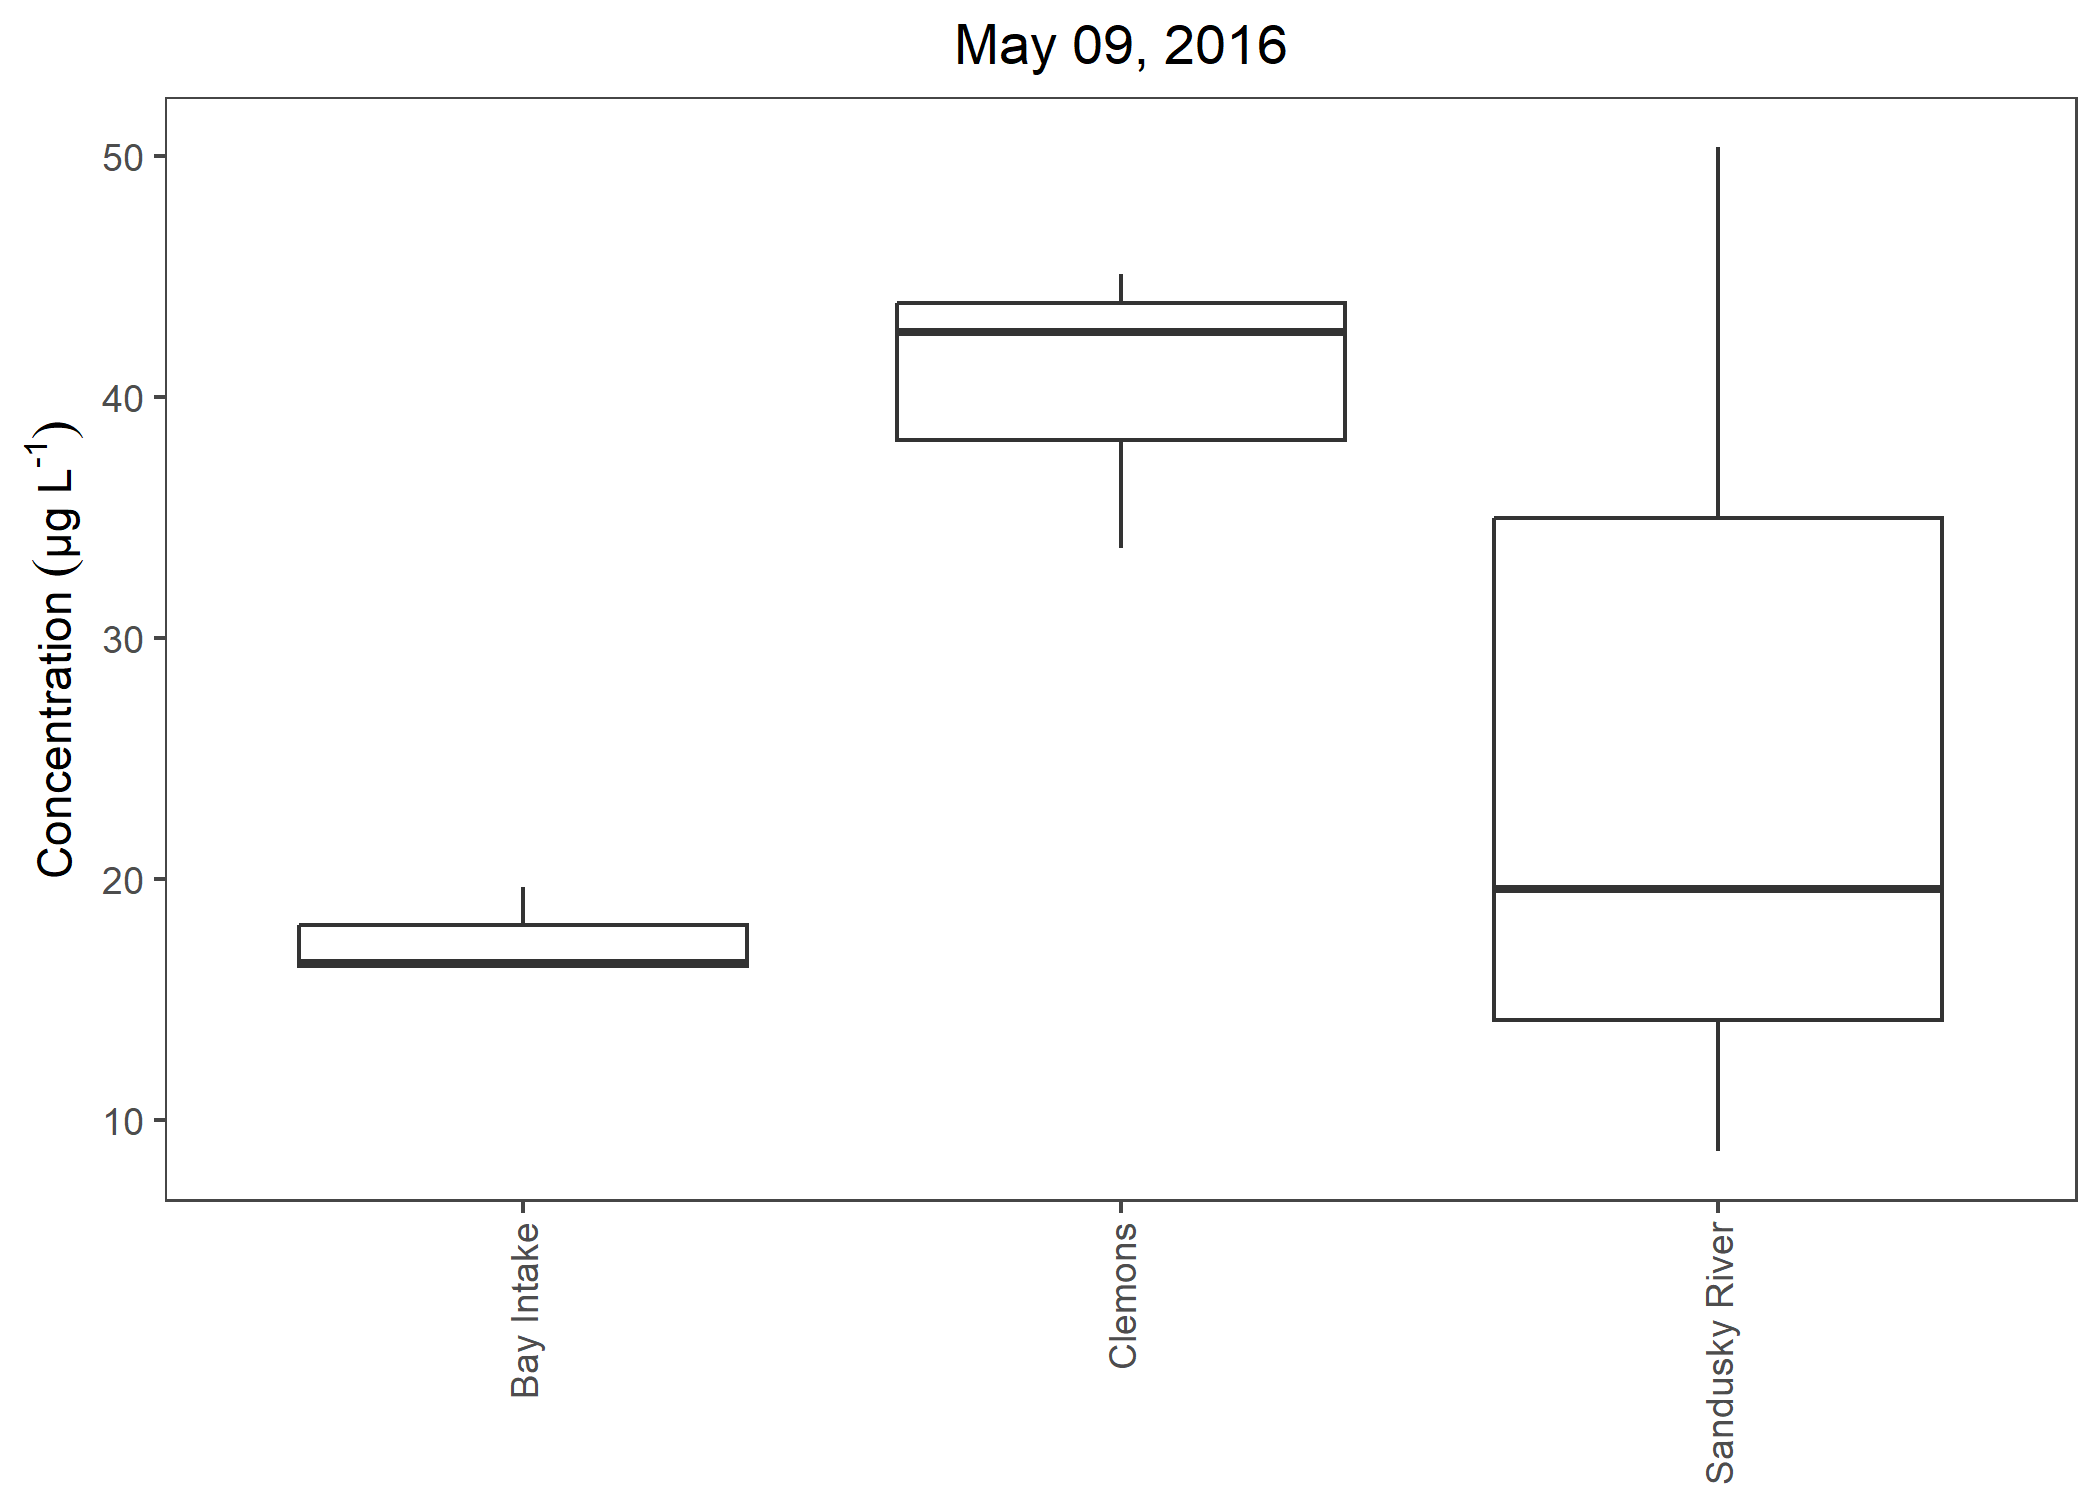 May 09, 2016
Concentration (µg L⁻¹)
50
40
30
20
10
Bay Intake
Clemons
Sandusky River